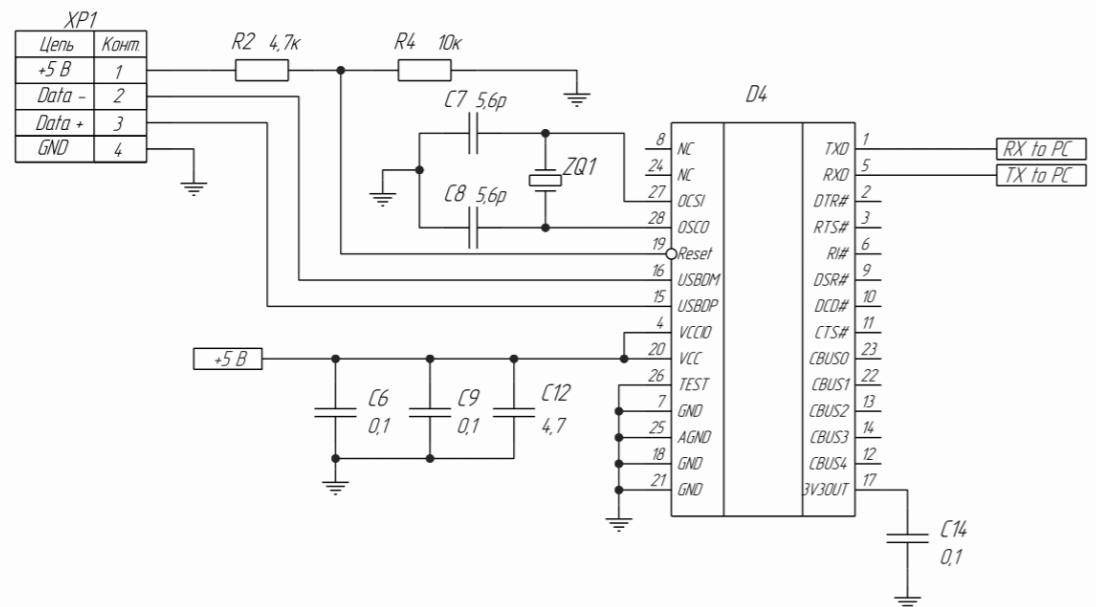 XP1
Цепь Конт.
+5 В 1
Data - 2
Data + 3
GND 4
R2 4,7к
R4 10к
C7 5,6р
C8 5,6р
ZQ1
D4
8 NC
24 NC
27 OCSI
28 OSCO
19 Reset
16 USBDM
15 USBDP
4 VCCIO
20 VCC
26 TEST
7 GND
25 AGND
18 GND
21 GND
TXD 1
RXD 5
DTR# 2
RTS# 3
RI# 6
DSR# 9
DCD# 10
CTS# 11
CBUS0 23
CBUS1 22
CBUS2 13
CBUS3 14
CBUS4 12
3V3OUT 17
RX to PC
TX to PC
+5 В
C6
0,1
C9
0,1
C12
4,7
C14
0,1